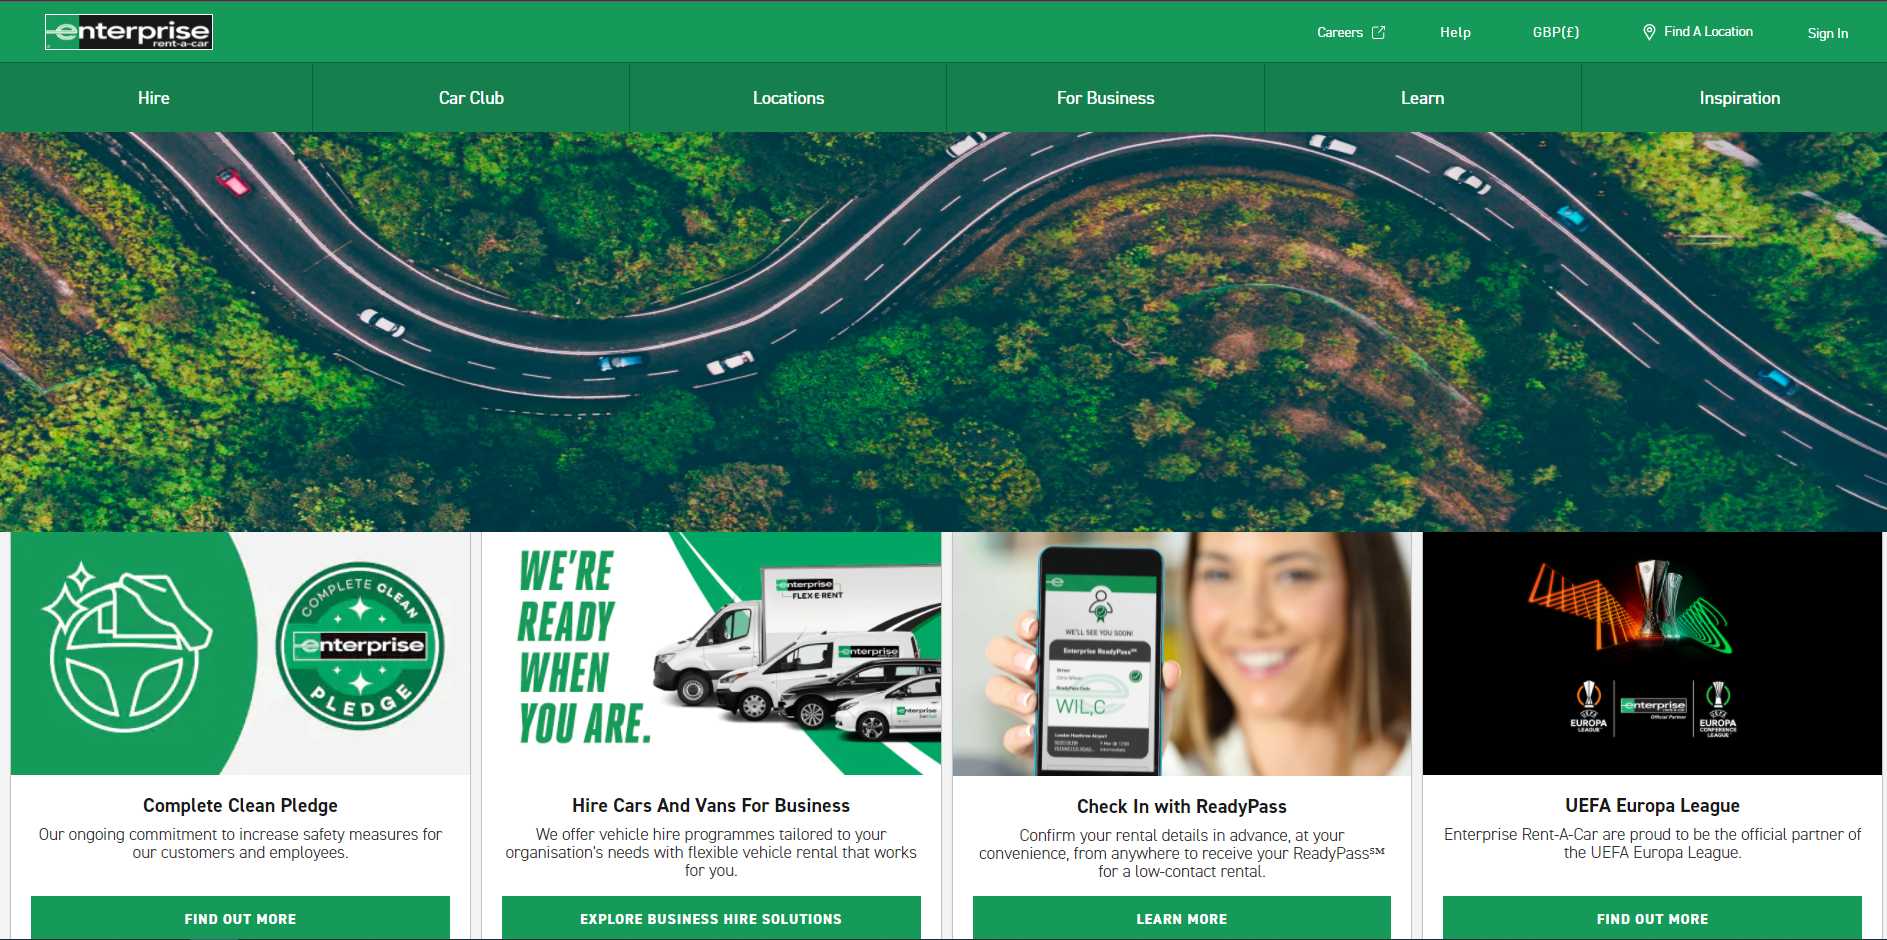 enterprise
rent-a-car
Careers
Help
GBP(£)
Find A Location
Sign In
Hire
Car Club
Locations
For Business
Learn
Inspiration
COMPLETE CLEAN
enterprise
PLEDGE
WE'RE
READY
WHEN
YOU ARE.
enterprise
FLEX-E-RENT
enterprise
enterprise
WE'LL SEE YOU SOON!
Enterprise ReadyPass℠
ReadyPass Code
WIL,C
London Heathrow Airport
EUROPA
LEAGUE
enterprise
Official Partner
EUROPA
CONFERENCE
LEAGUE
Complete Clean Pledge
Our ongoing commitment to increase safety measures for
our customers and employees.
FIND OUT MORE
Hire Cars And Vans For Business
We offer vehicle hire programmes tailored to your
organisation's needs with flexible vehicle rental that works
for you.
EXPLORE BUSINESS HIRE SOLUTIONS
Check In with ReadyPass
Confirm your rental details in advance, at your
convenience, from anywhere to receive your ReadyPass℠
for a low-contact rental.
LEARN MORE
UEFA Europa League
Enterprise Rent-A-Car are proud to be the official partner of
the UEFA Europa League.
FIND OUT MORE